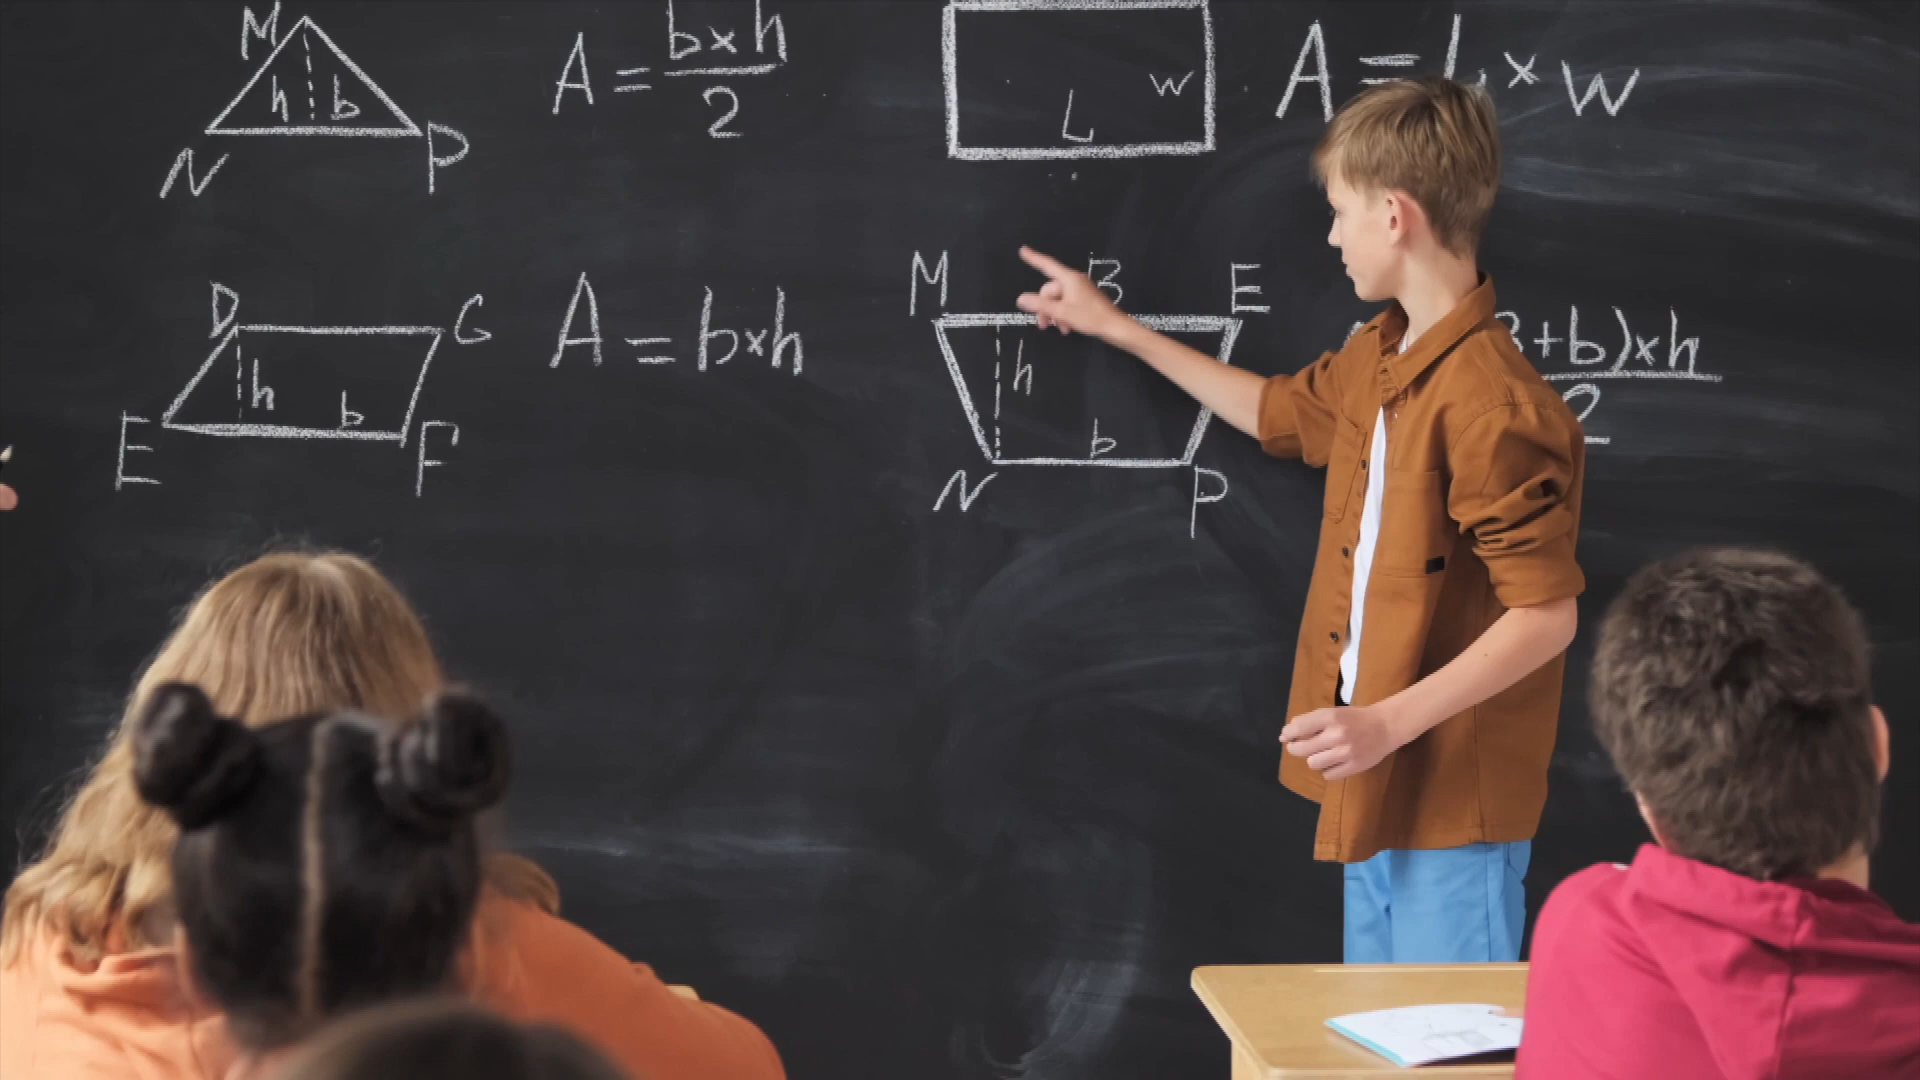 M
h b
N P
A = b×h
2
L W
A = L × W
D G
h b
E F
A = b×h
M B E
h
b
N P
+b)×h
2